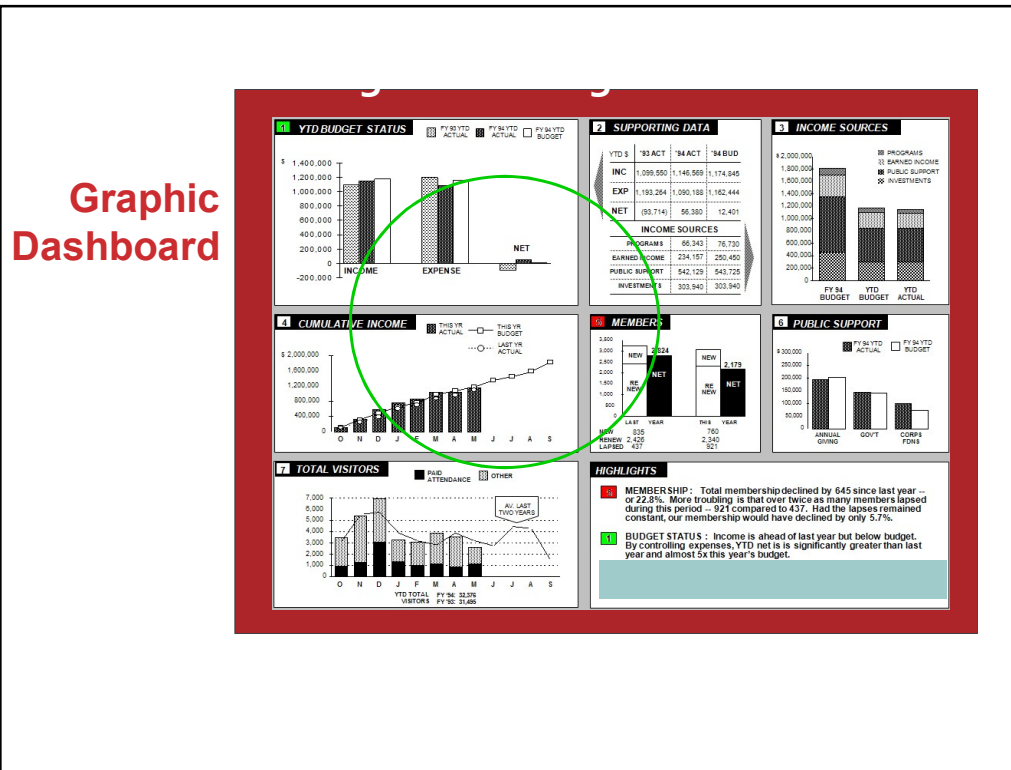 Graphic
Dashboard
1 YTD BUDGET STATUS
FY 93 YTD ACTUAL FY 94 YTD ACTUAL FY 94 YTD BUDGET
$ 1,400,000
1,200,000
1,000,000
800,000
600,000
400,000
200,000
0
-200,000
INCOME EXPENSE NET
2 SUPPORTING DATA
YTD $ '93 ACT '94 ACT '94 BUD
INC 1,099,550 1,146,569 1,174,845
EXP 1,193,264 1,090,188 1,162,444
NET (93,714) 56,380 12,401
INCOME SOURCES
PROGRAMS 66,343 76,730
EARNED INCOME 234,157 250,450
PUBLIC SUPPORT 542,129 543,725
INVESTMENTS 303,940 303,940
3 INCOME SOURCES
PROGRAMS
EARNED INCOME
PUBLIC SUPPORT
INVESTMENTS
$ 2,000,000
1,800,000
1,600,000
1,400,000
1,200,000
1,000,000
800,000
600,000
400,000
200,000
0
FY 94 YTD YTD
BUDGET BUDGET ACTUAL
4 CUMULATIVE INCOME
THIS YR ACTUAL THIS YR BUDGET
LAST YR ACTUAL
$ 2,000,000
1,600,000
1,200,000
800,000
400,000
0
O N D J F M A M J J A S
MEMBERS
3,500
3,000
2,500
2,000
1,500
1,000
500
0
NEW 2,824 NEW 2,179
RE NEW NET RE NEW NET
LAST YEAR THIS YEAR
NEW 835 760
RENEW 2,426 2,340
LAPSED 437 921
6 PUBLIC SUPPORT
FY 94 YTD ACTUAL FY 94 YTD BUDGET
$ 300,000
250,000
200,000
150,000
100,000
50,000
0
ANNUAL GOV'T CORPS
GIVING FDNS
7 TOTAL VISITORS
PAID ATTENDANCE OTHER
7,000
6,000
5,000
4,000
3,000
2,000
1,000
0
AV. LAST
TWO YEARS
O N D J F M A M J J A S
YTD TOTAL FY '94: 32,376
VISITORS FY '93: 31,495
HIGHLIGHTS
MEMBERSHIP: Total membership declined by 645 since last year --
or 22.8%. More troubling is that over twice as many members lapsed
during this period -- 921 compared to 437. Had the lapses remained
constant, our membership would have declined by only 5.7%.
1 BUDGET STATUS : Income is ahead of last year but below budget.
By controlling expenses, YTD net is is significantly greater than last
year and almost 5x this year's budget.